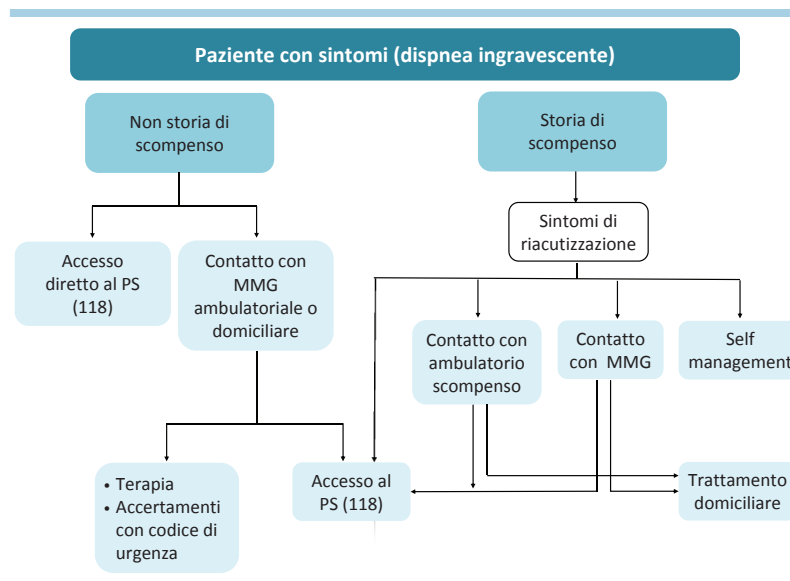 Paziente con sintomi (dispnea ingravescente)
Non storia di
scompenso
Storia di
scompenso
Sintomi di
riacutizzazione
Accesso
diretto al PS
(118)
Contatto con
MMG
ambulatoriale o
domiciliare
Contatto con
ambulatorio
scompenso
Contatto
con MMG
Self
management
• Terapia
• Accertamenti
con codice di
urgenza
Accesso al
PS (118)
Trattamento
domiciliare